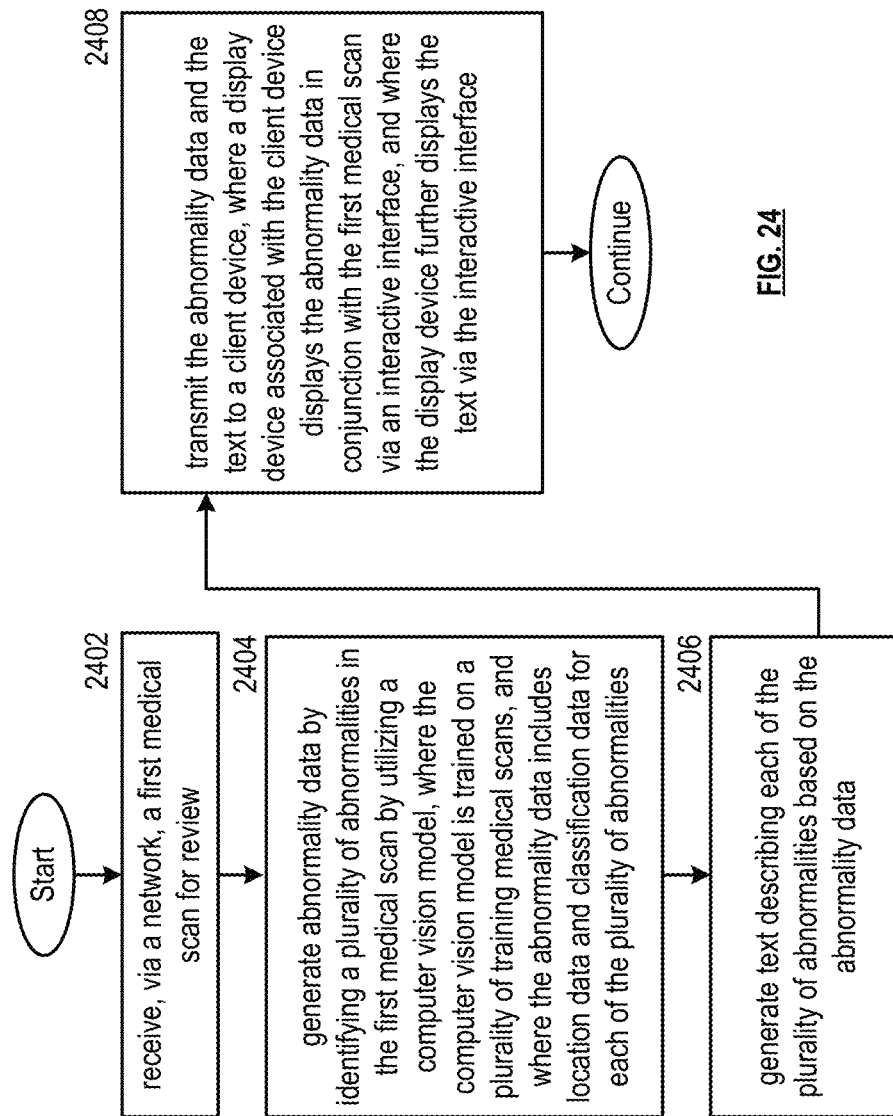 Start
2402
receive, via a network, a first medical
scan for review
2404
generate abnormality data by
identifying a plurality of abnormalities in
the first medical scan by utilizing a
computer vision model, where the
computer vision model is trained on a
plurality of training medical scans, and
where the abnormality data includes
location data and classification data for
each of the plurality of abnormalities
2406
generate text describing each of the
plurality of abnormalities based on the
abnormality data
2408
transmit the abnormality data and the
text to a client device, where a display
device associated with the client device
displays the abnormality data in
conjunction with the first medical scan
via an interactive interface, and where
the display device further displays the
text via the interactive interface
Continue
FIG. 24